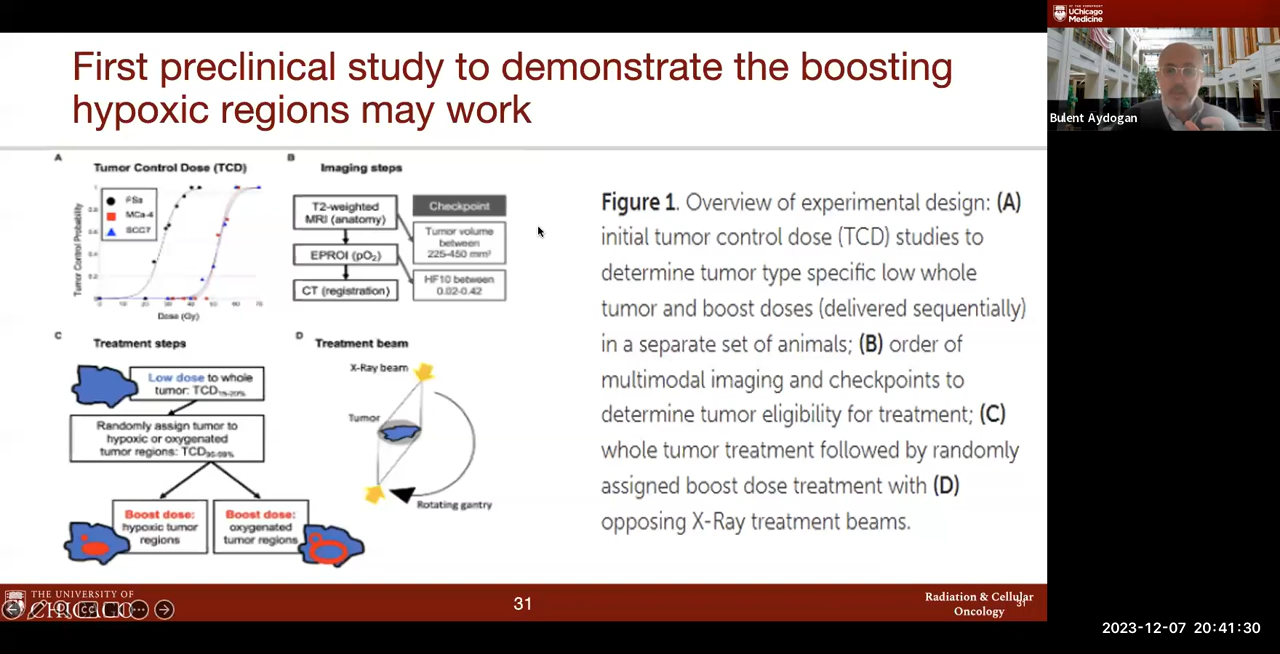 UChicago
Medicine
First preclinical study to demonstrate the boosting
hypoxic regions may work
Bulent Aydogan
A
Tumor Control Dose (TCD)
Tumor Control Probability
FSa
MCa-4
SCC7
Dose (Gy)
B
Imaging steps
T2-weighted
MRI (anatomy)
EPROI (pO₂)
CT (registration)
Checkpoint
Tumor volume
between
225-450 mm³
HF10 between
0.02-0.42
C
Treatment steps
Low dose to whole
tumor: TCD
Randomly assign tumor to
hypoxic or oxygenated
tumor regions: TCD
Boost dose:
hypoxic tumor
regions
Boost dose:
oxygenated
tumor regions
D
Treatment beam
X-Ray beam
Tumor
Rotating gantry
Figure 1. Overview of experimental design: (A)
initial tumor control dose (TCD) studies to
determine tumor type specific low whole
tumor and boost doses (delivered sequentially)
in a separate set of animals; (B) order of
multimodal imaging and checkpoints to
determine tumor eligibility for treatment; (C)
whole tumor treatment followed by randomly
assigned boost dose treatment with (D)
opposing X-Ray treatment beams.
THE UNIVERSITY OF
CHICAGO
31
Radiation & Cellular
Oncology
31
2023-12-07 20:41:30